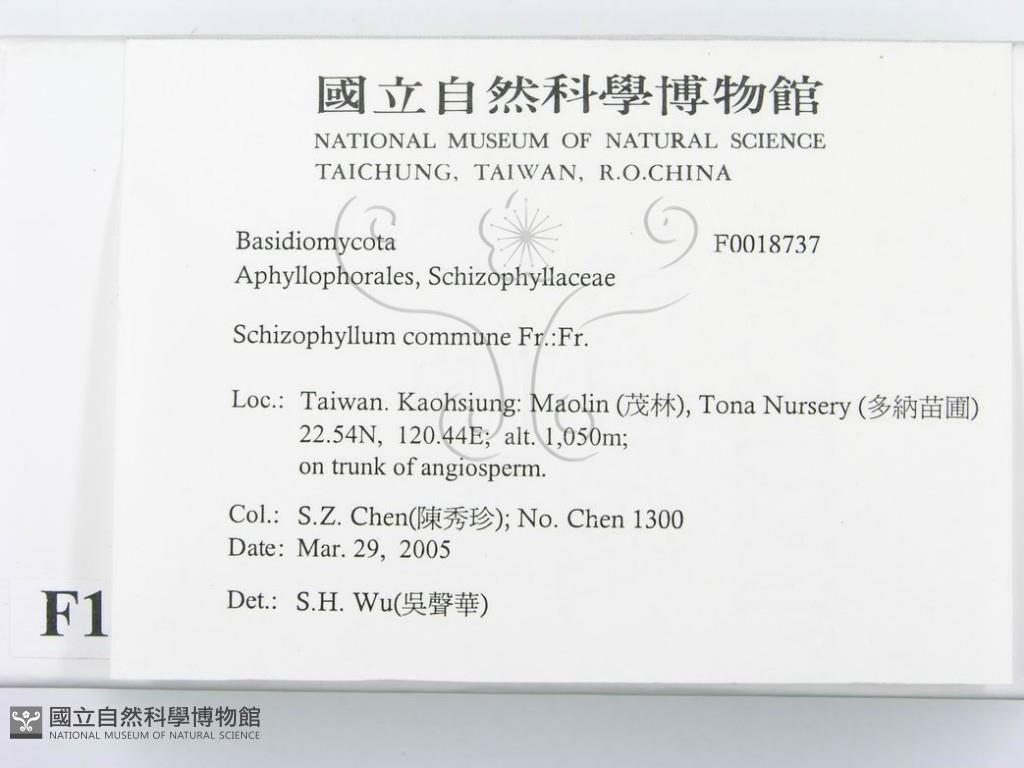 國立自然科學博物館
NATIONAL MUSEUM OF NATURAL SCIENCE
TAICHUNG, TAIWAN, R.O.CHINA
Basidiomycota F0018737
Aphyllophorales, Schizophyllaceae
Schizophyllum commune Fr.:Fr.
Loc.: Taiwan. Kaohsiung: Maolin (茂林), Tona Nursery (多納苗圃)
22.54N, 120.44E; alt. 1,050m;
on trunk of angiosperm.
Col.: S.Z. Chen(陳秀珍); No. Chen 1300
Date: Mar. 29, 2005
Det.: S.H. Wu(吳聲華)
F1
國立自然科學博物館
NATIONAL MUSEUM OF NATURAL SCIENCE